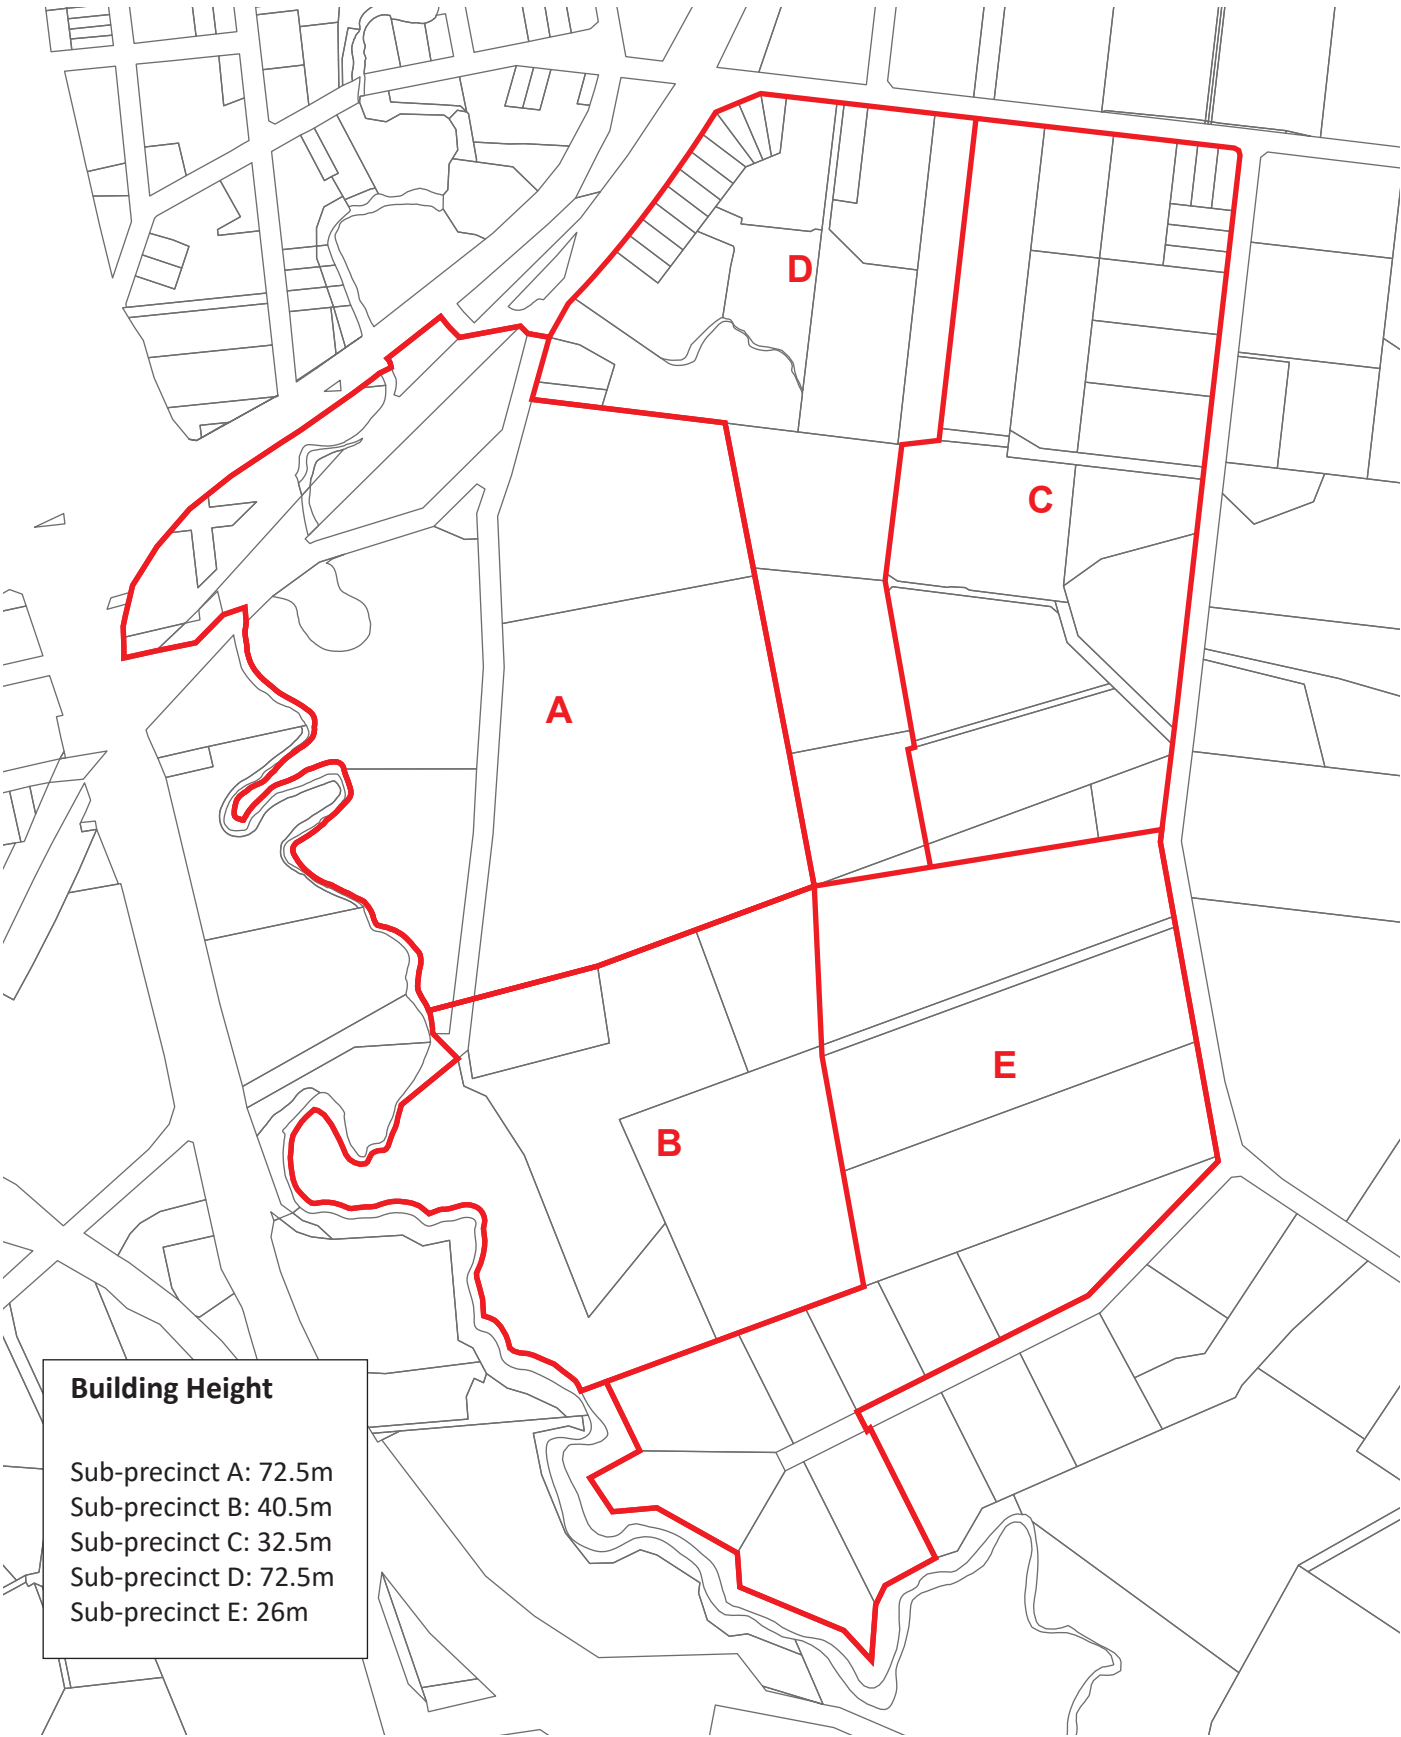 D
C
A
E
B
Building Height
Sub-precinct A: 72.5m
Sub-precinct B: 40.5m
Sub-precinct C: 32.5m
Sub-precinct D: 72.5m
Sub-precinct E: 26m